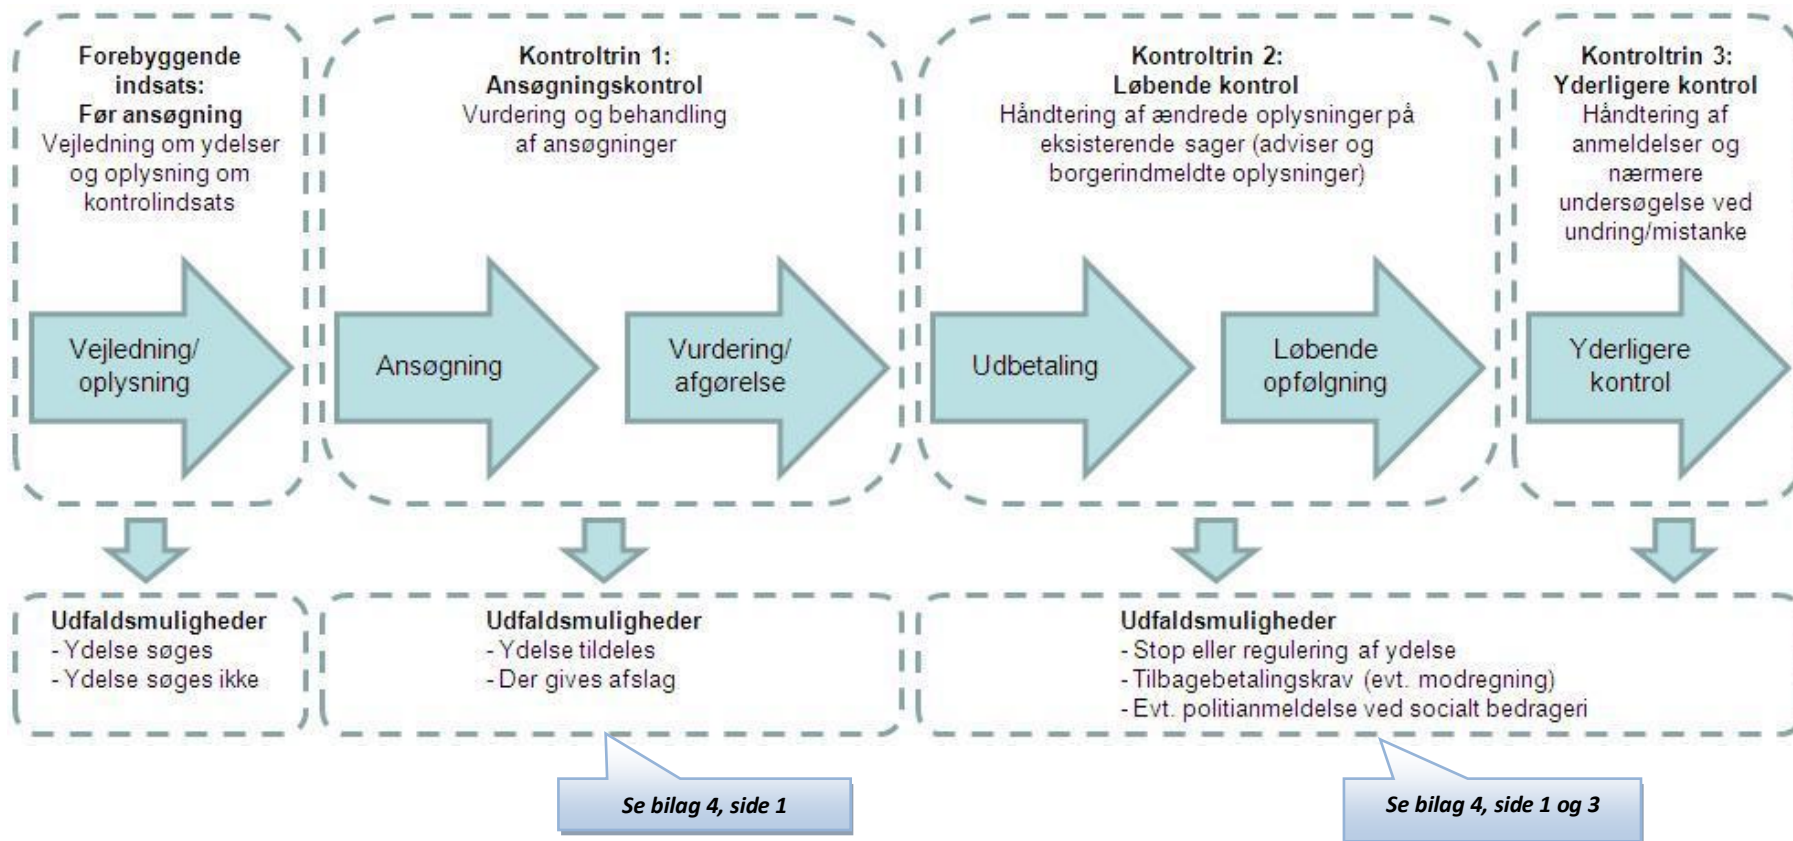 Forebyggende
indsats:
Før ansøgning
Vejledning om ydelser
og oplysning om
kontrolindsats
Vejledning/
oplysning
Kontroltrin 1:
Ansøgningskontrol
Vurdering og behandling
af ansøgninger
Ansøgning
Vurdering/
afgørelse
Kontroltrin 2:
Løbende kontrol
Håndtering af ændrede oplysninger på
eksisterende sager (adviser og
borgerindmeldte oplysninger)
Udbetaling
Løbende
opfølgning
Kontroltrin 3:
Yderligere kontrol
Håndtering af
anmeldelser og
nærmere
undersøgelse ved
undring/mistanke
Yderligere
kontrol
Udfaldsmuligheder
- Ydelse søges
- Ydelse søges ikke
Udfaldsmuligheder
- Ydelse tildeles
- Der gives afslag
Udfaldsmuligheder
- Stop eller regulering af ydelse
- Tilbagebetalingskrav (evt. modregning)
- Evt. politianmeldelse ved socialt bedrageri
Se bilag 4, side 1
Se bilag 4, side 1 og 3